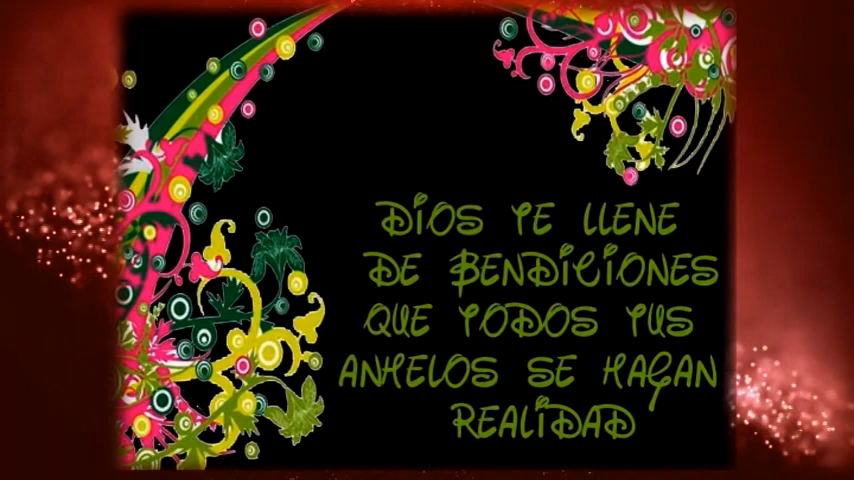 DIOS TE LLENE
DE BENDICIONES
QUE TODOS TUS
ANHELOS SE HAGAN
REALIDAD